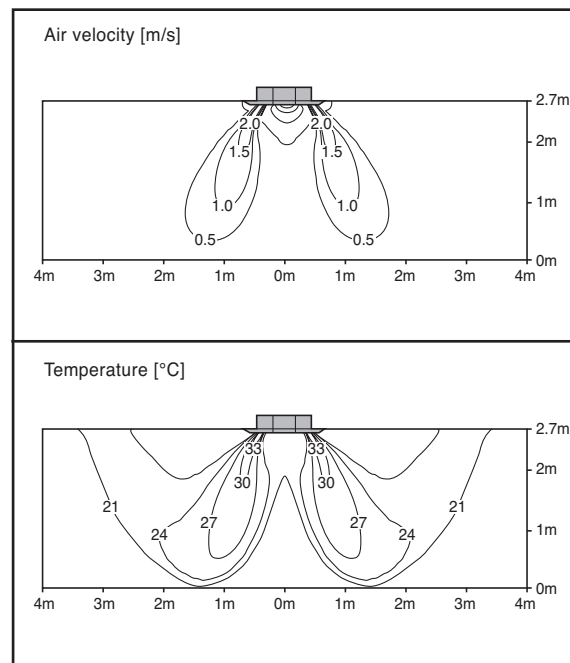 Air velocity [m/s]
2.7m
2.0 2.0
2m
1.5 1.5
1.0 1.0
1m
0.5 0.5
0m
4m 3m 2m 1m 0m 1m 2m 3m 4m
Temperature [°C]
2.7m
33 33
2m
30 30
21 21
27 27
24 24
1m
0m
4m 3m 2m 1m 0m 1m 2m 3m 4m